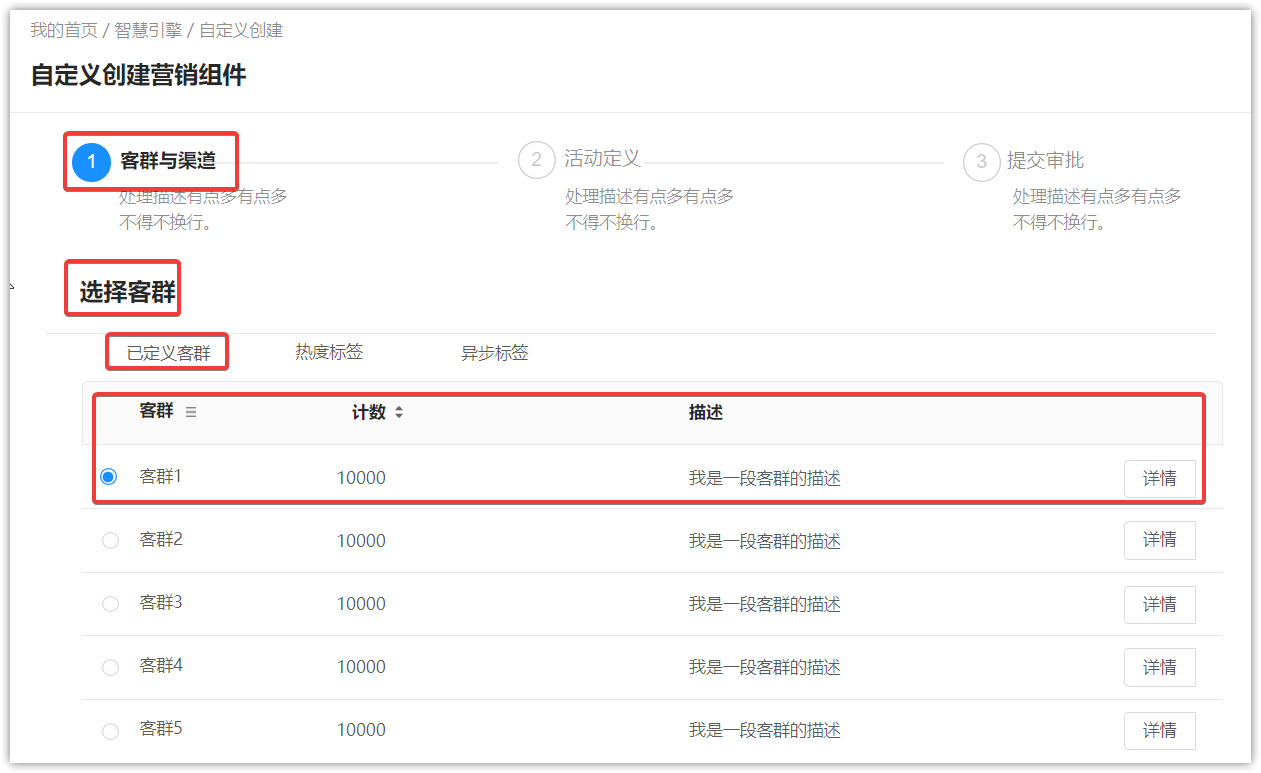 我的首页 / 智慧引擎 / 自定义创建
自定义创建营销组件
1 客群与渠道
处理描述有点多有点多
不得不换行。
2 活动定义
处理描述有点多有点多
不得不换行。
3 提交审批
处理描述有点多有点多
不得不换行。
选择客群
已定义客群 热度标签 异步标签
客群 计数 描述
客群1 10000 我是一段客群的描述 详情
客群2 10000 我是一段客群的描述 详情
客群3 10000 我是一段客群的描述 详情
客群4 10000 我是一段客群的描述 详情
客群5 10000 我是一段客群的描述 详情